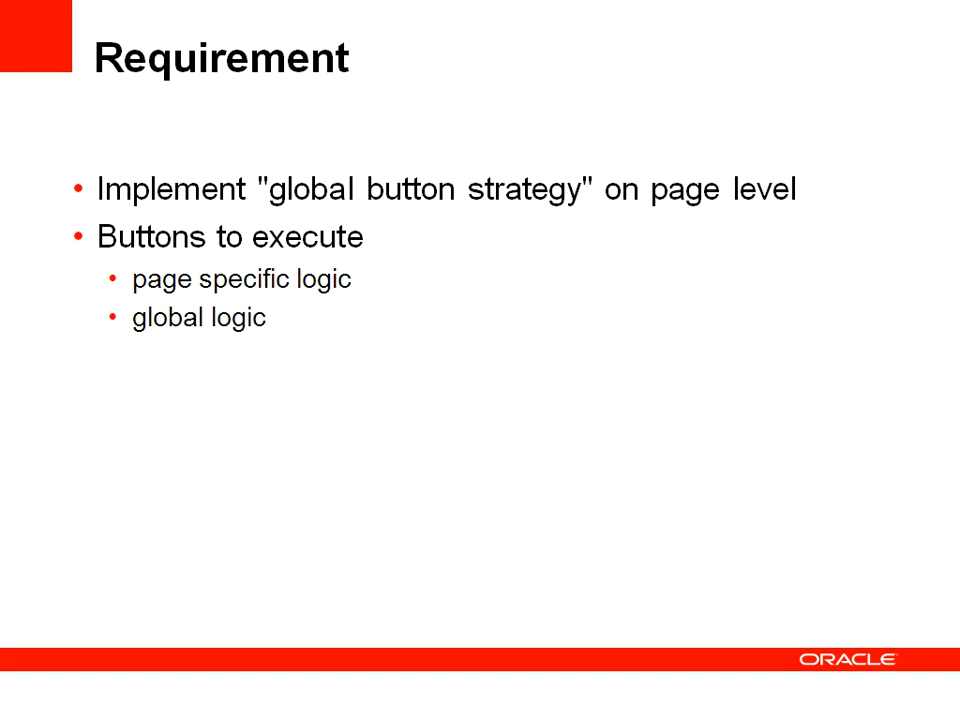 Requirement
• Implement "global button strategy" on page level
• Buttons to execute
• page specific logic
• global logic
ORACLE